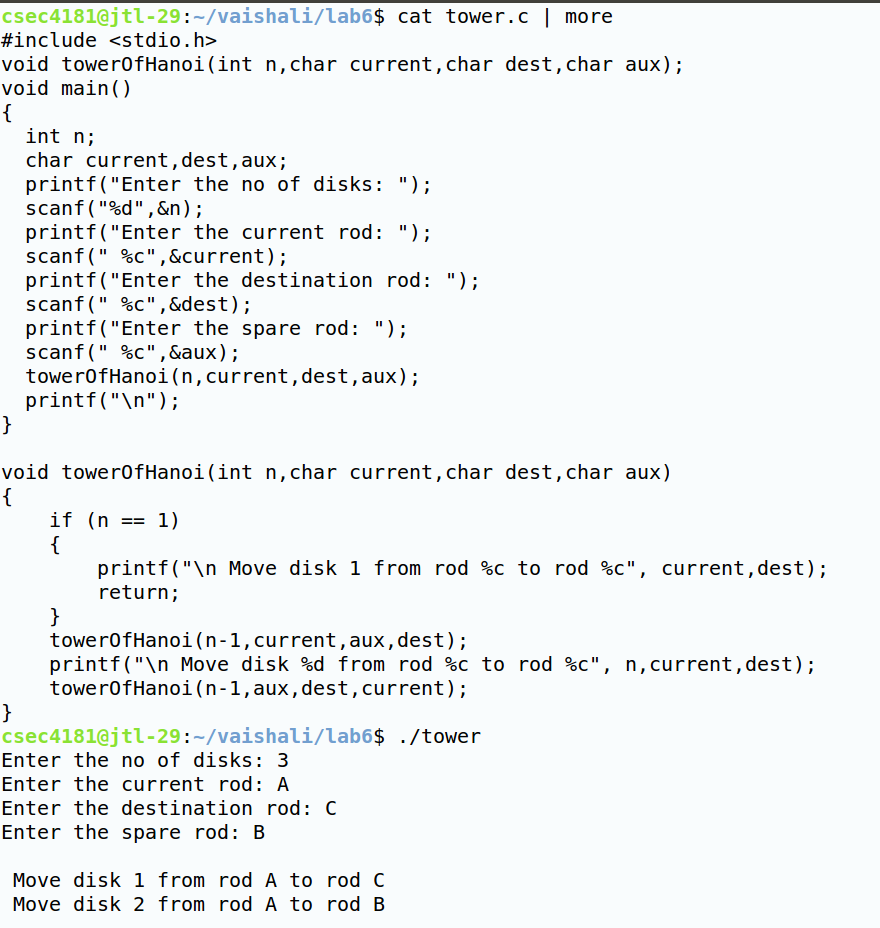 csec4181@jtl-29:~/vaishali/lab6$ cat tower.c | more
#include <stdio.h>
void towerOfHanoi(int n,char current,char dest,char aux);
void main()
{
  int n;
  char current,dest,aux;
  printf("Enter the no of disks: ");
  scanf("%d",&n);
  printf("Enter the current rod: ");
  scanf(" %c",&current);
  printf("Enter the destination rod: ");
  scanf(" %c",&dest);
  printf("Enter the spare rod: ");
  scanf(" %c",&aux);
  towerOfHanoi(n,current,dest,aux);
  printf("\n");
}

void towerOfHanoi(int n,char current,char dest,char aux)
{
    if (n == 1)
    {
        printf("\n Move disk 1 from rod %c to rod %c", current,dest);
        return;
    }
    towerOfHanoi(n-1,current,aux,dest);
    printf("\n Move disk %d from rod %c to rod %c", n,current,dest);
    towerOfHanoi(n-1,aux,dest,current);
}
csec4181@jtl-29:~/vaishali/lab6$ ./tower
Enter the no of disks: 3
Enter the current rod: A
Enter the destination rod: C
Enter the spare rod: B

 Move disk 1 from rod A to rod C
 Move disk 2 from rod A to rod B